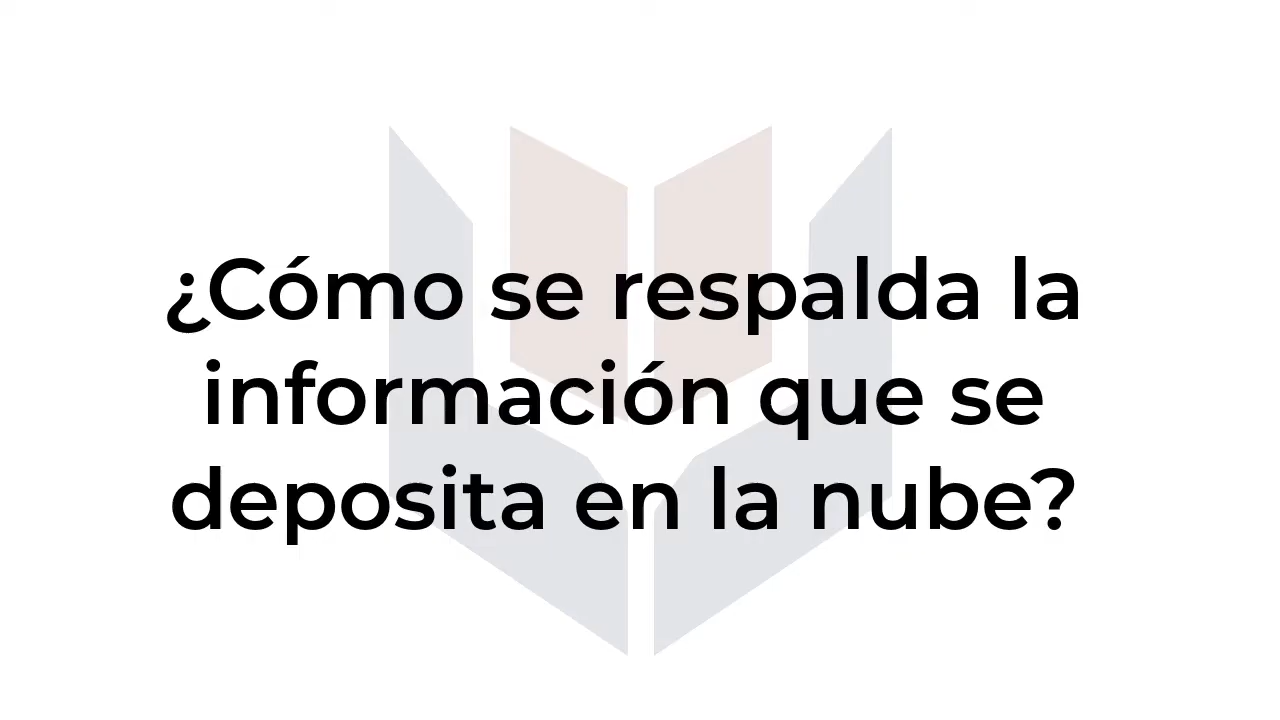 ¿Cómo se respalda la
información que se
deposita en la nube?